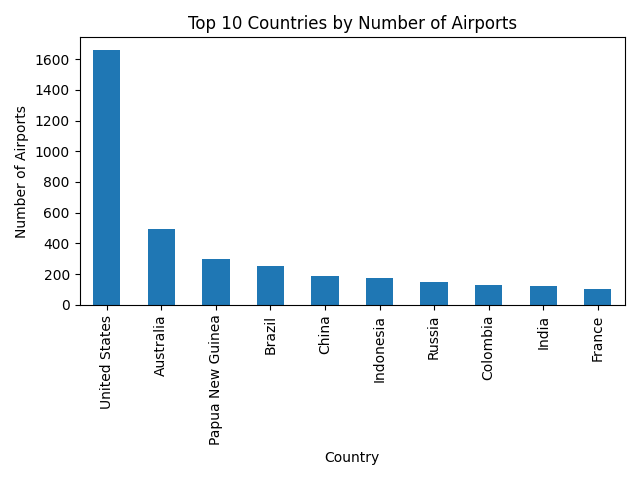 Top 10 Countries by Number of Airports
Number of Airports
1600
1400
1200
1000
800
600
400
200
0
United States
Australia
Papua New Guinea
Brazil
China
Indonesia
Russia
Colombia
India
France
Country